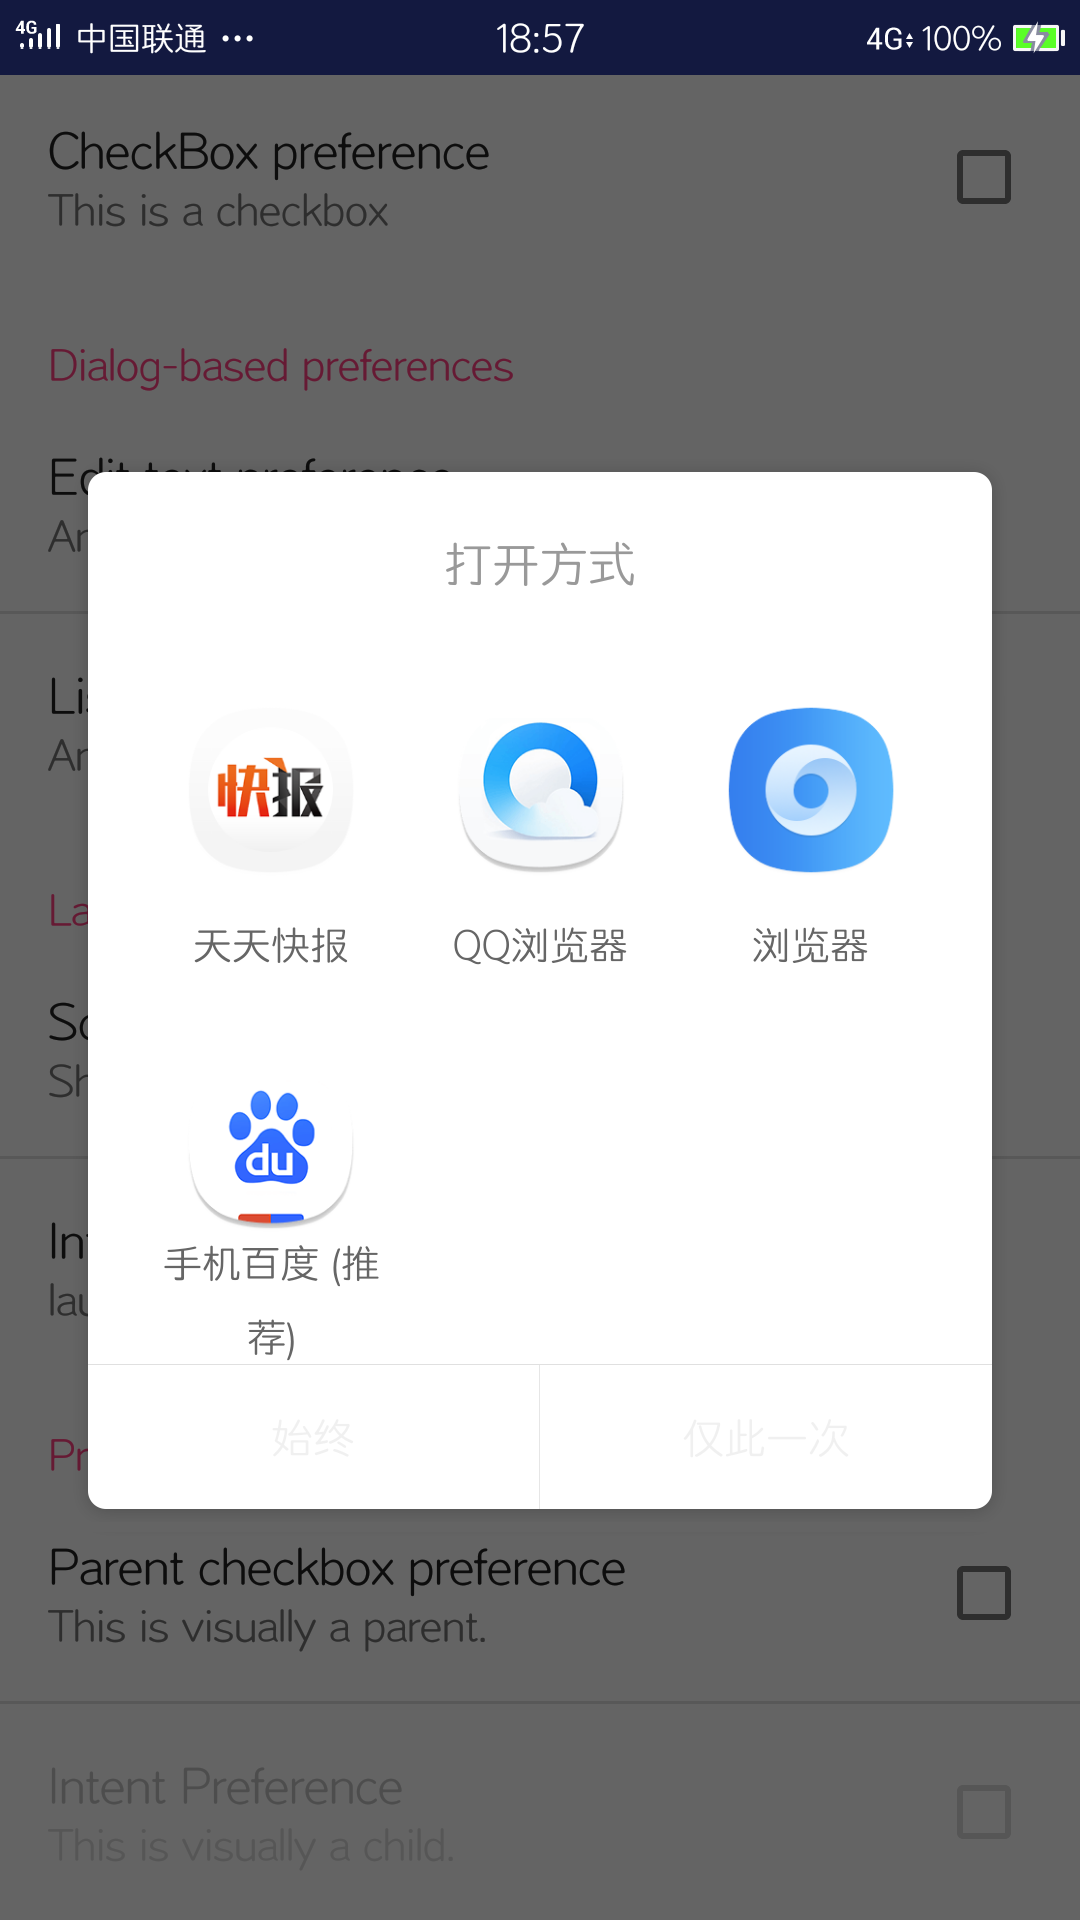 4G 中国联通 ··· 18:57 4G 100%
CheckBox preference
This is a checkbox
Dialog-based preferences
Edit text preference
An
Lis
An
快报
天天快报 QQ浏览器 浏览器
打开方式
La
Sc
Sh
du
手机百度 (推
荐)
Int
lau
始终 仅此一次
Pr
Parent checkbox preference
This is visually a parent.
Intent Preference
This is visually a child.